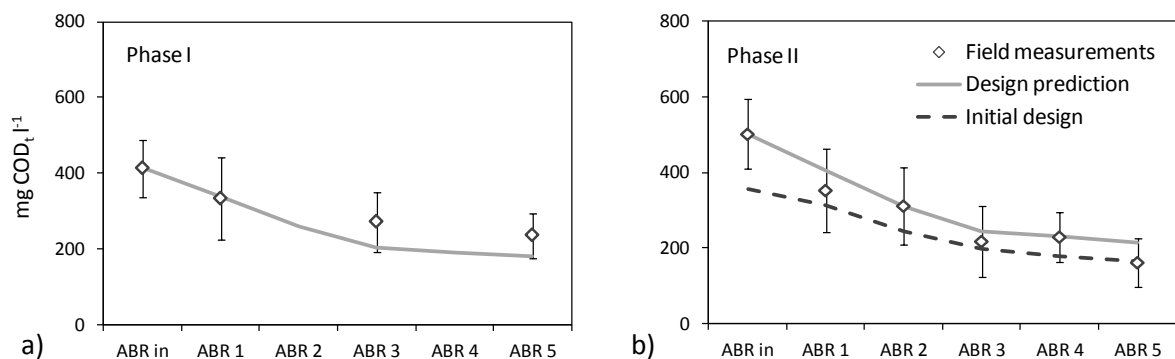 800
600
400
200
0
mg CODt l-1
Phase I
ABR in ABR 1 ABR 2 ABR 3 ABR 4 ABR 5
a)
800
600
400
200
0
Phase II
Field measurements
Design prediction
Initial design
ABR in ABR 1 ABR 2 ABR 3 ABR 4 ABR 5
b)